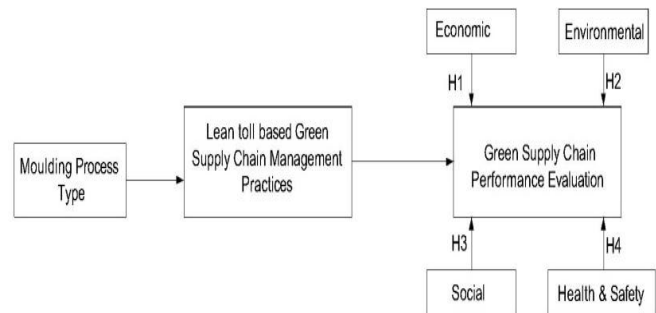 Economic
Environmental
H1
H2
Moulding Process
Type
Lean toll based Green
Supply Chain Management
Practices
Green Supply Chain
Performance Evaluation
H3
H4
Social
Health & Safety